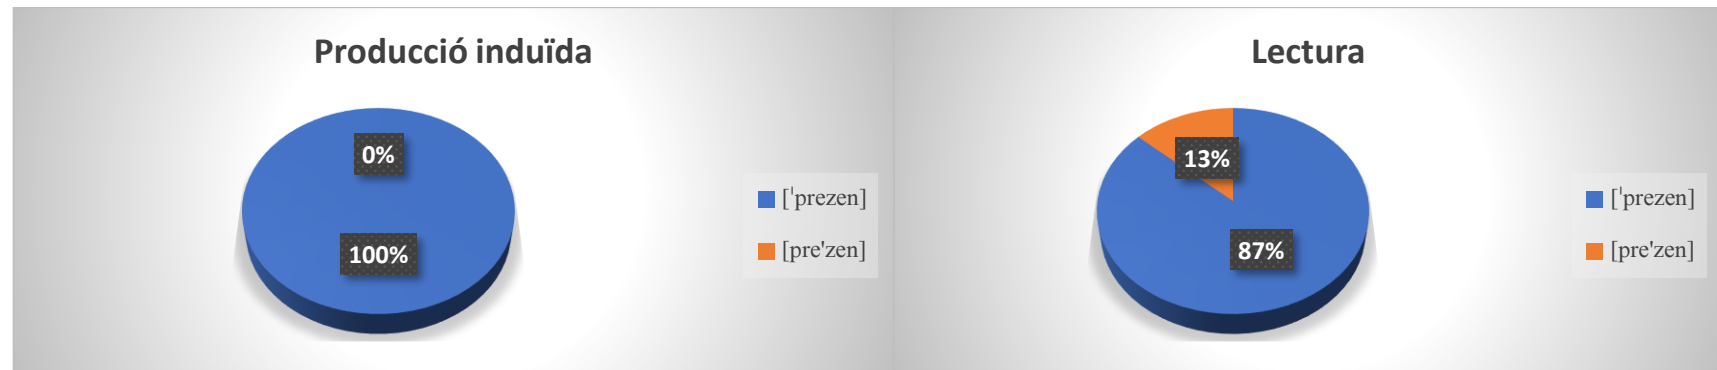 Producció induïda
0%
100%
[ˈprezen]
[pre'zen]
Lectura
13%
87%
[ˈprezen]
[pre'zen]